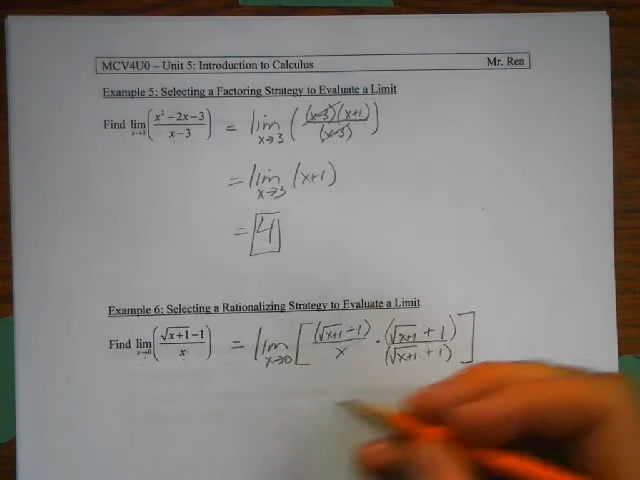 MCV4U0 – Unit 5: Introduction to Calculus Mr. Rea
Example 5: Selecting a Factoring Strategy to Evaluate a Limit
Find lim x→3 ((x² – 2x – 3)/(x – 3)) = lim x→3 ((x-3)(x+1)/(x-3))
= lim x→3 (x+1)
= 4
Example 6: Selecting a Rationalizing Strategy to Evaluate a Limit
Find lim x→0 ((√(x+1) – 1)/x) = lim x→0 [(√(x+1) - 1)/x · (√(x+1) + 1)/(√(x+1) + 1)]